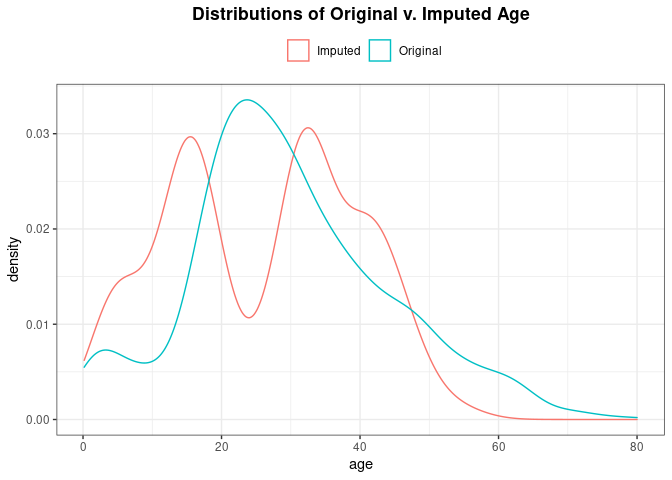 Distributions of Original v. Imputed Age
Imputed Original
0.03
0.02
0.01
0.00
density
0 20 40 60 80
age